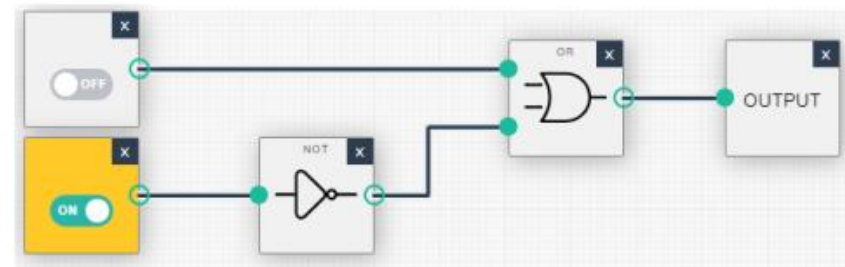 X
OFF
OR X
X
OUTPUT
X
ON
NOT X